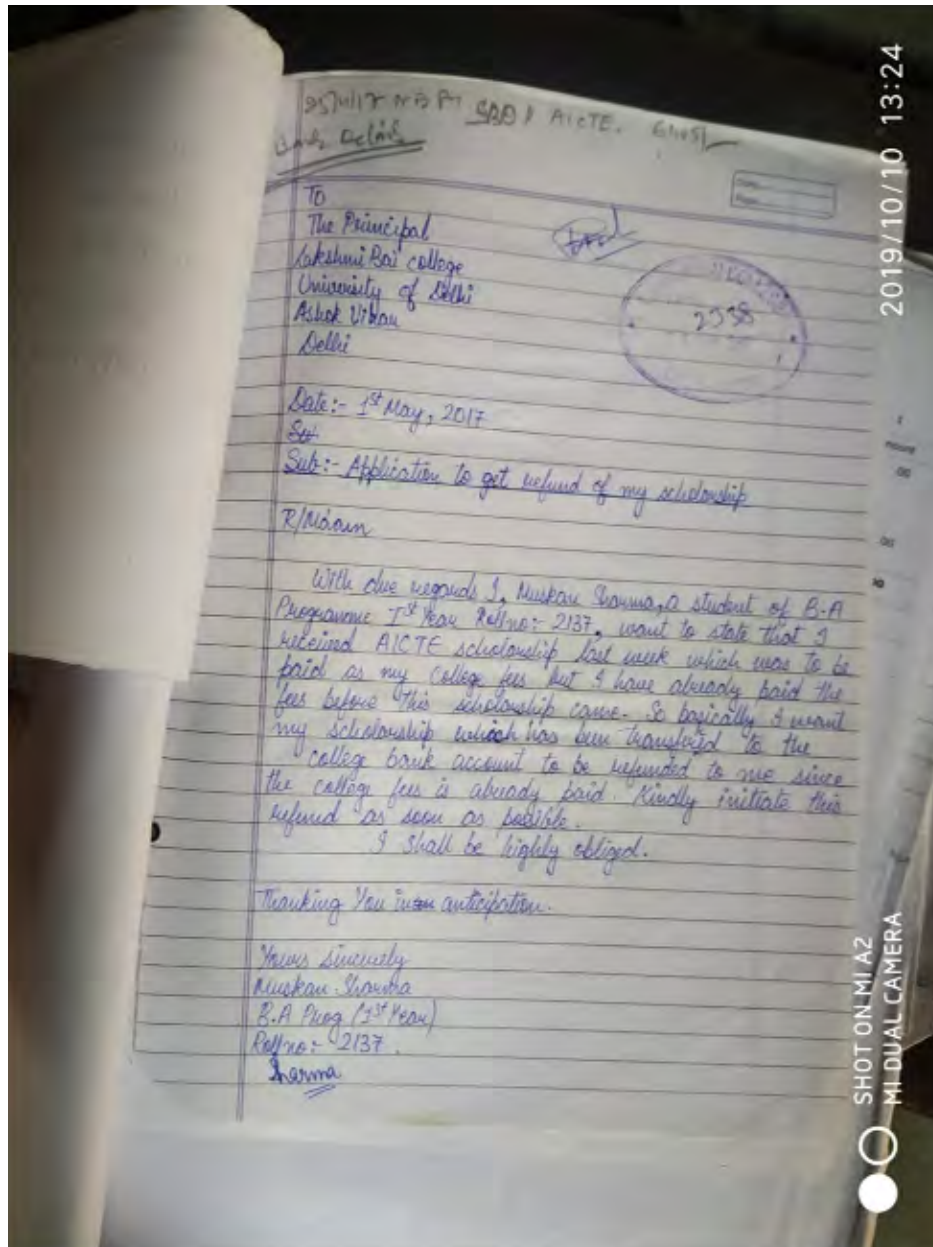 AICTE.
To
The Principal
Lakshmi Bai college
University of Delhi
Ashok Vihar
Delhi
2338
Date:- 1st May, 2017
Sub:- Application to get refund of my scholarship
R/Máam
With due regards I, Muskan Sharma, a student of B.A
Programme Ist Year Rollno:- 2137, want to state that I
received AICTE scholarship last week which was to be
paid as my college fees but I have already paid the
fees before this scholarship came. So basically I want
my scholarship which has been transfered to the
college bank account to be refunded to me since
the college fees is already paid. Kindly initiate this
refund as soon as possible.
I shall be highly obliged.
Thanking You in anticipation.
Yours sincerely
Muskan Sharma
B.A Prog (1st Year)
Rollno:- 2137.
Sharma
2019/10/10 13:24
SHOT ON MI A2
MI DUAL CAMERA